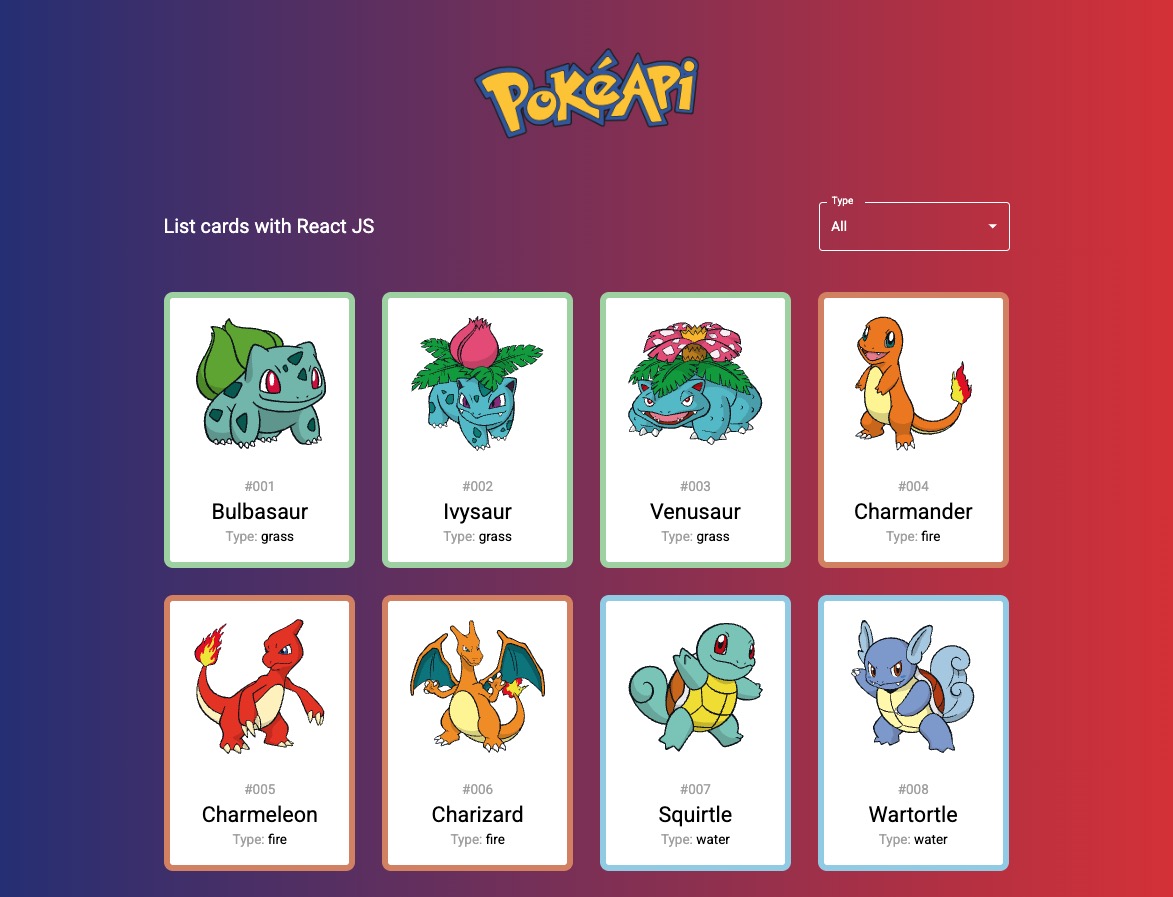 PokéApi
List cards with React JS
Type
All
#001
Bulbasaur
Type: grass
#002
Ivysaur
Type: grass
#003
Venusaur
Type: grass
#004
Charmander
Type: fire
#005
Charmeleon
Type: fire
#006
Charizard
Type: fire
#007
Squirtle
Type: water
#008
Wartortle
Type: water